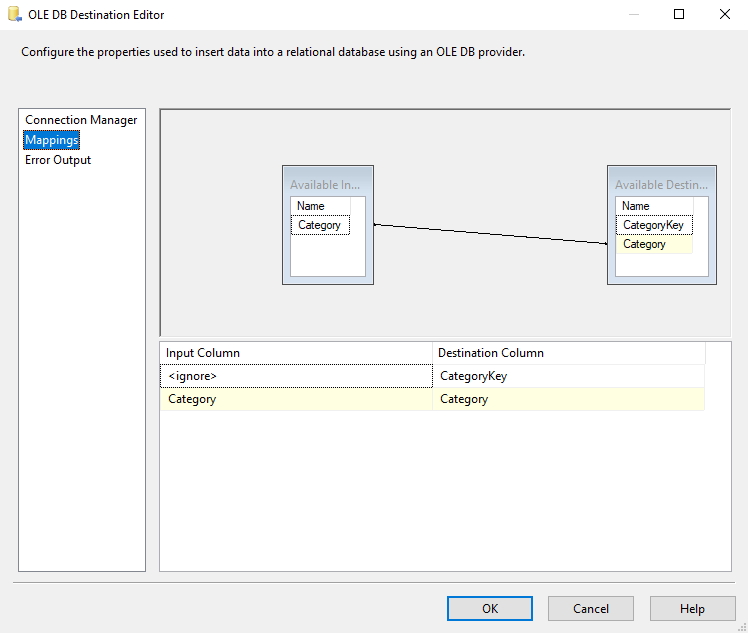 OLE DB Destination Editor
Configure the properties used to insert data into a relational database using an OLE DB provider.
Connection Manager
Mappings
Error Output
Available In...
Name
Category
Available Destin...
Name
CategoryKey
Category
Input Column Destination Column
<ignore> CategoryKey
Category Category
OK Cancel Help